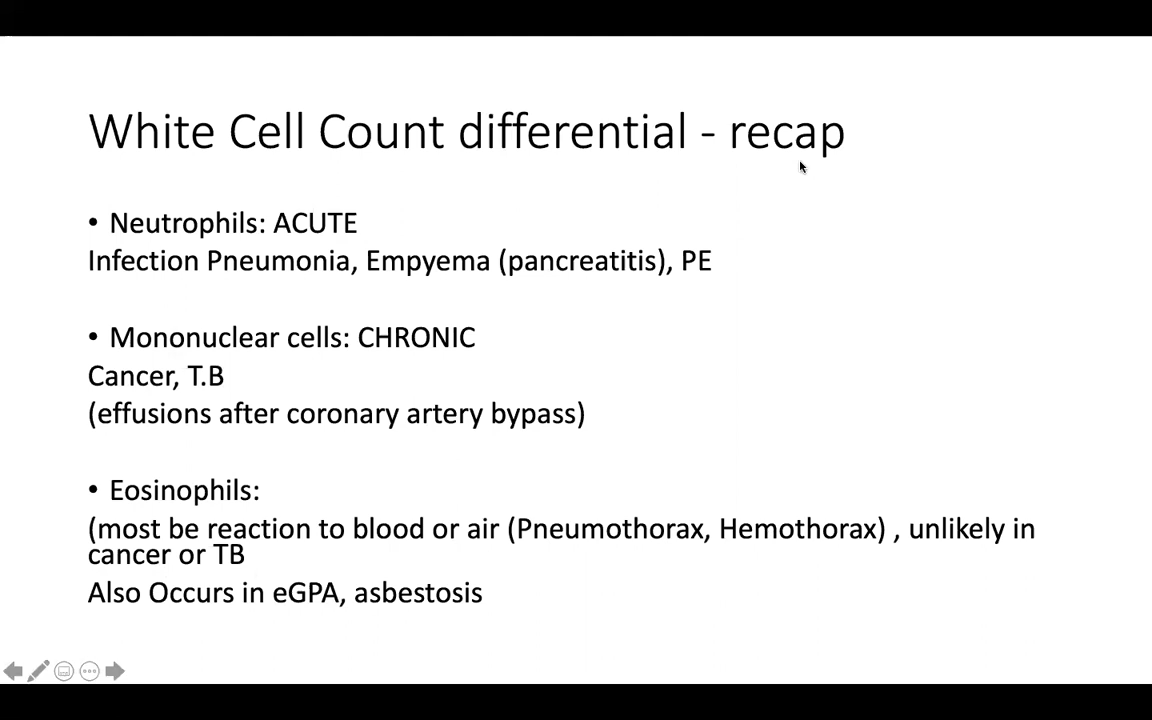 White Cell Count differential - recap
• Neutrophils: ACUTE
Infection Pneumonia, Empyema (pancreatitis), PE
• Mononuclear cells: CHRONIC
Cancer, T.B
(effusions after coronary artery bypass)
• Eosinophils:
(most be reaction to blood or air (Pneumothorax, Hemothorax) , unlikely in
cancer or TB
Also Occurs in eGPA, asbestosis